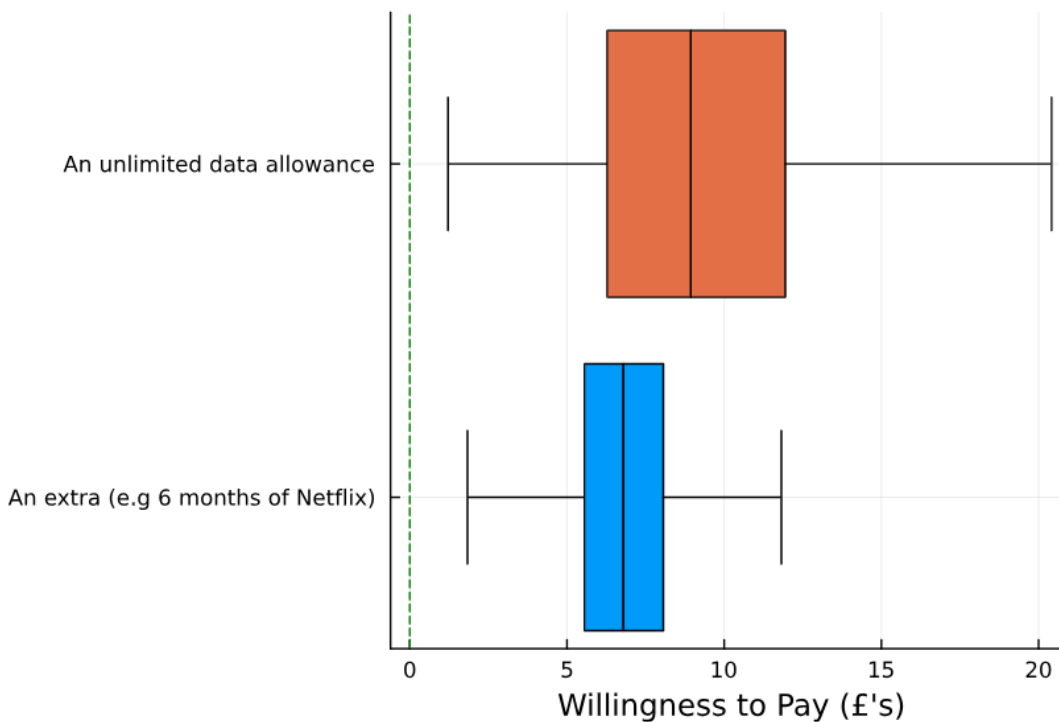 An unlimited data allowance
An extra (e.g 6 months of Netflix)
0 5 10 15 20
Willingness to Pay (£'s)